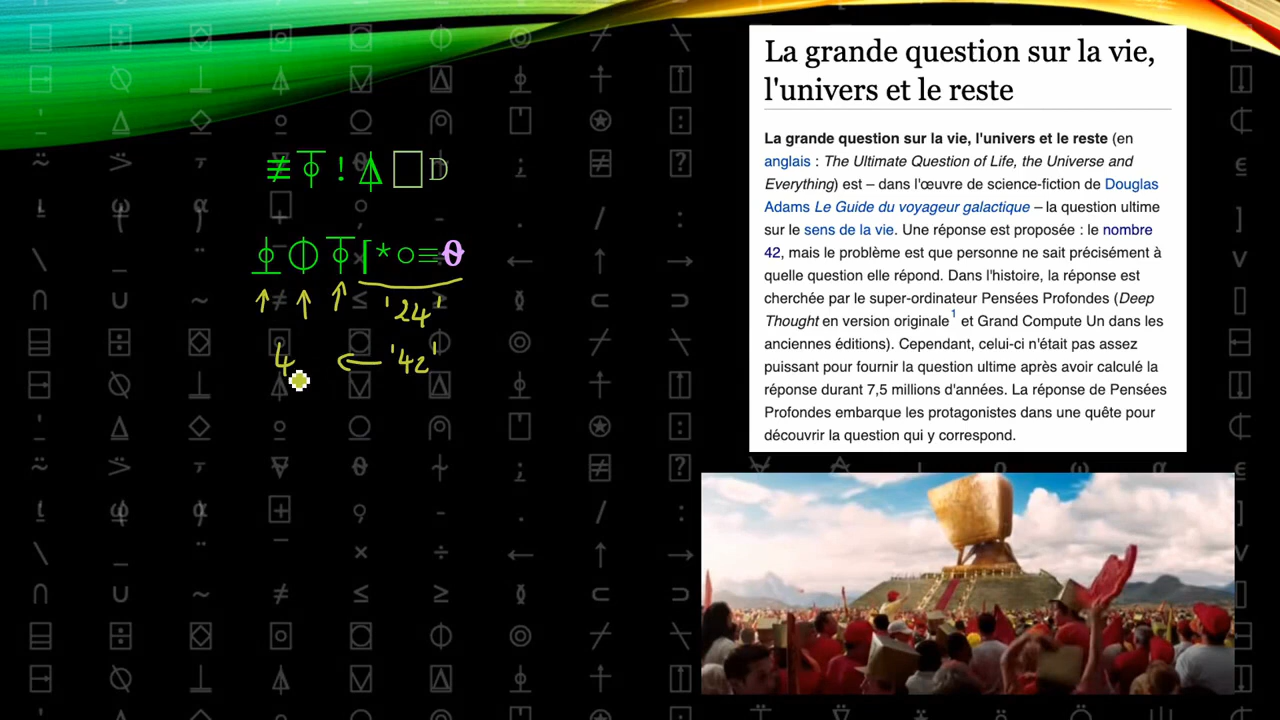 ≢⍕!⍋⎕D
⍎⌽⍕⌈*○≡⍬
'24'
4 ← '42'
La grande question sur la vie,
l'univers et le reste
La grande question sur la vie, l'univers et le reste (en
anglais : The Ultimate Question of Life, the Universe and
Everything) est – dans l'œuvre de science-fiction de Douglas
Adams Le Guide du voyageur galactique – la question ultime
sur le sens de la vie. Une réponse est proposée : le nombre
42, mais le problème est que personne ne sait précisément à
quelle question elle répond. Dans l'histoire, la réponse est
cherchée par le super-ordinateur Pensées Profondes (Deep
Thought en version originale1 et Grand Compute Un dans les
anciennes éditions). Cependant, celui-ci n'était pas assez
puissant pour fournir la question ultime après avoir calculé la
réponse durant 7,5 millions d'années. La réponse de Pensées
Profondes embarque les protagonistes dans une quête pour
découvrir la question qui y correspond.